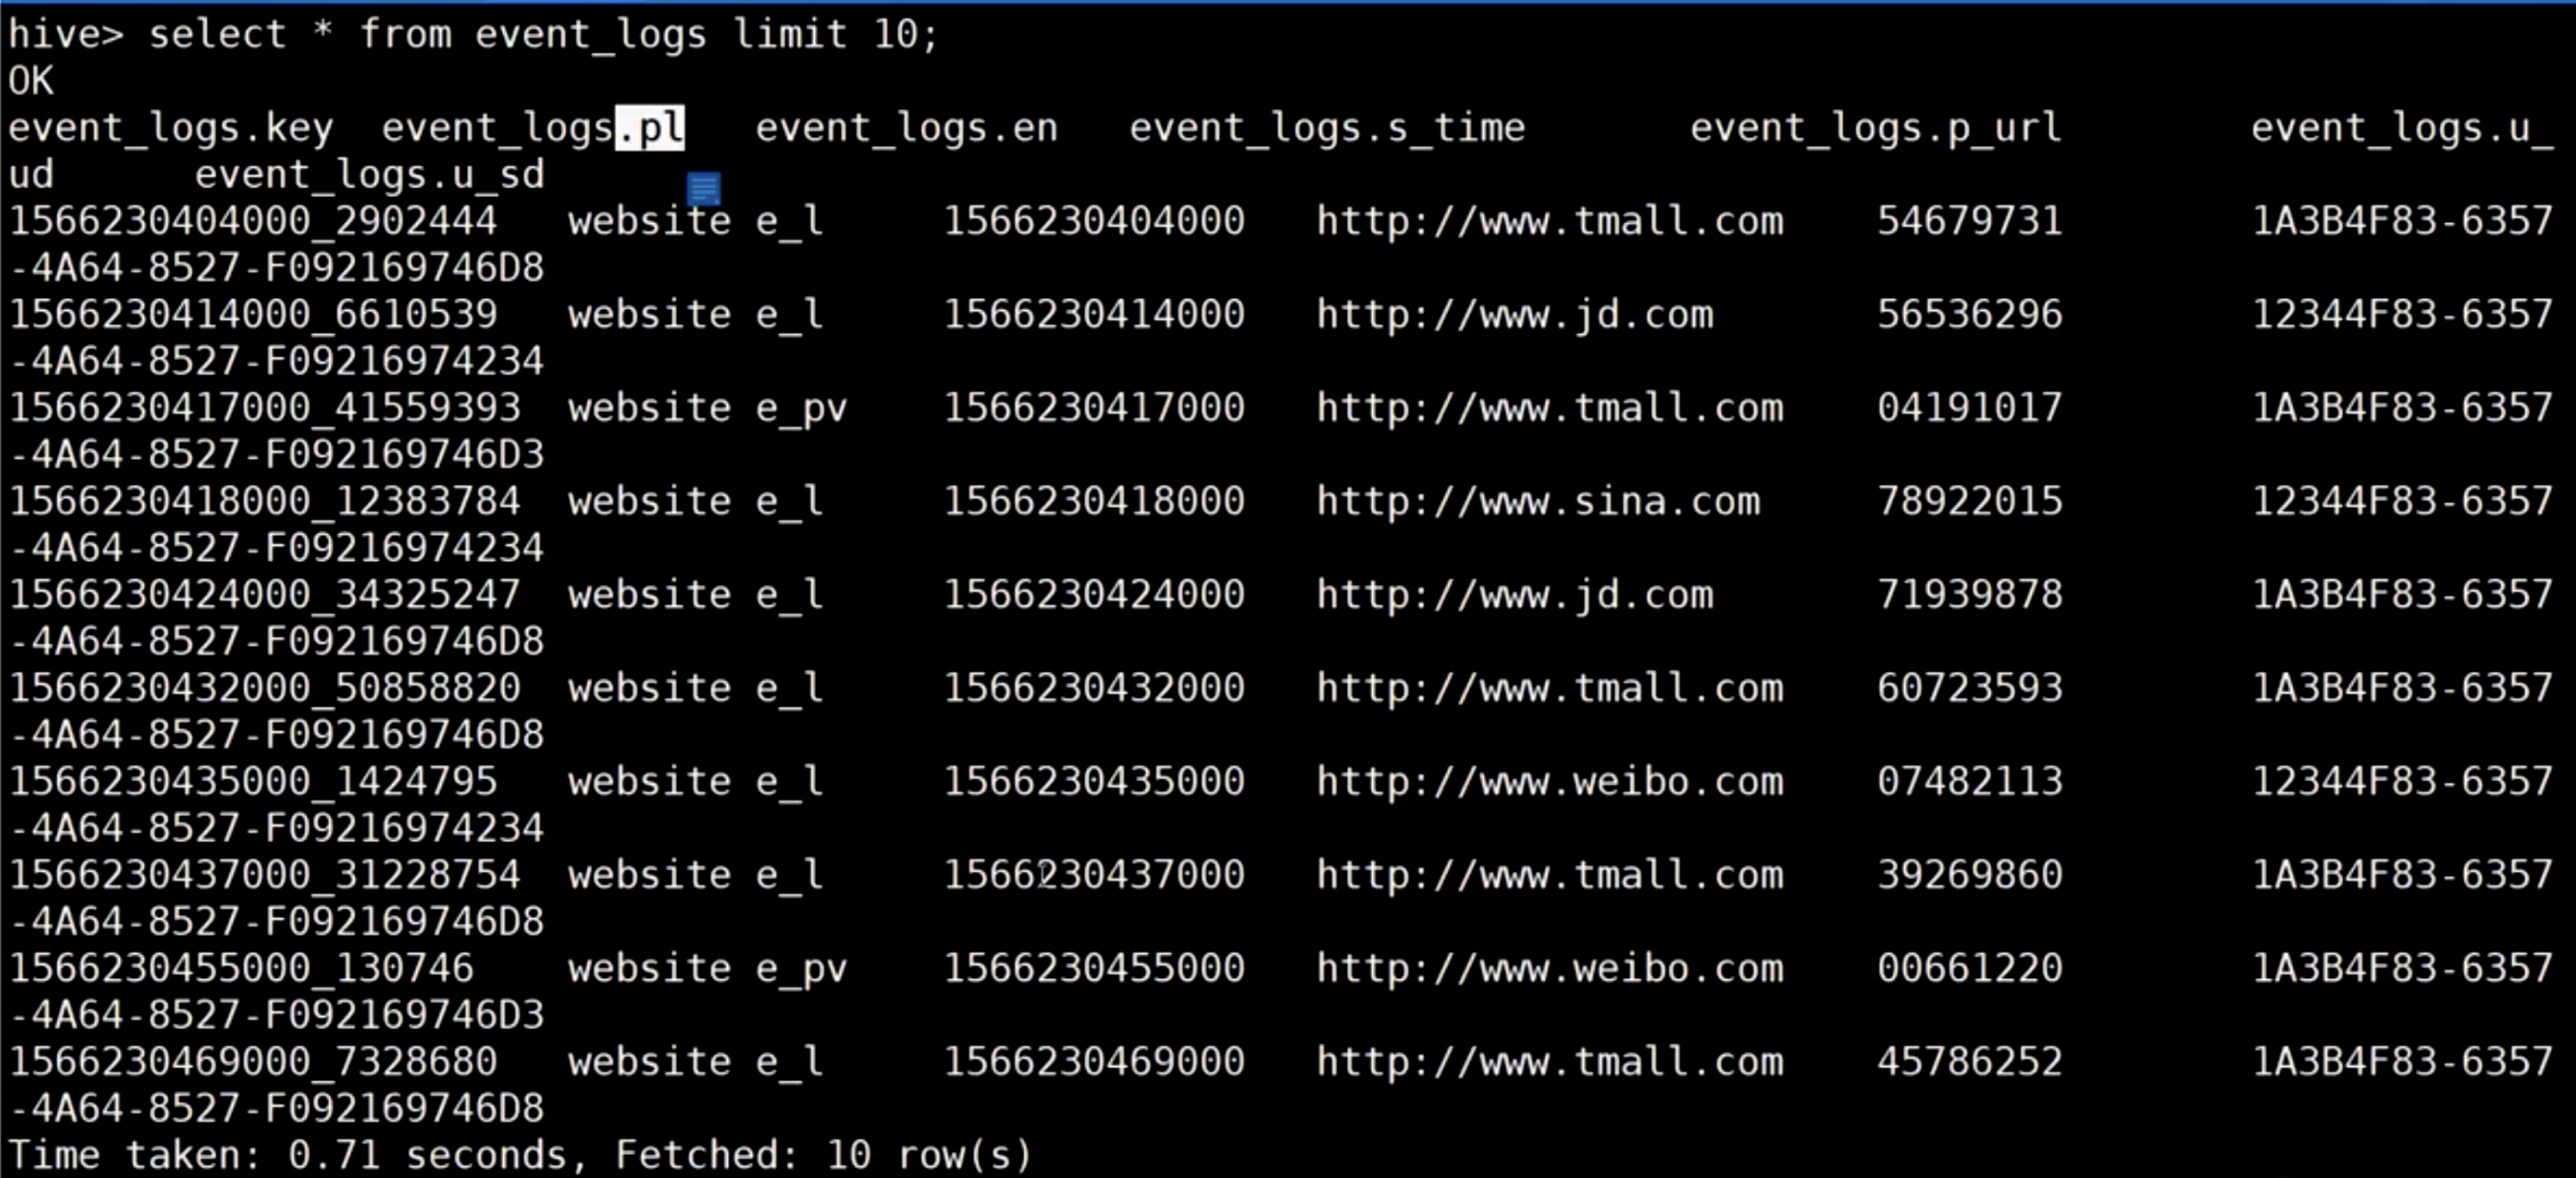 hive> select * from event_logs limit 10;
OK
event_logs.key  event_logs.pl   event_logs.en   event_logs.s_time       event_logs.p_url        event_logs.u_
ud      event_logs.u_sd
1566230404000_2902444   website e_l     1566230404000   http://www.tmall.com    54679731        1A3B4F83-6357
-4A64-8527-F092169746D8
1566230414000_6610539   website e_l     1566230414000   http://www.jd.com       56536296        12344F83-6357
-4A64-8527-F09216974234
1566230417000_41559393  website e_pv    1566230417000   http://www.tmall.com    04191017        1A3B4F83-6357
-4A64-8527-F092169746D3
1566230418000_12383784  website e_l     1566230418000   http://www.sina.com     78922015        12344F83-6357
-4A64-8527-F09216974234
1566230424000_34325247  website e_l     1566230424000   http://www.jd.com       71939878        1A3B4F83-6357
-4A64-8527-F092169746D8
1566230432000_50858820  website e_l     1566230432000   http://www.tmall.com    60723593        1A3B4F83-6357
-4A64-8527-F092169746D8
1566230435000_1424795   website e_l     1566230435000   http://www.weibo.com    07482113        12344F83-6357
-4A64-8527-F09216974234
1566230437000_31228754  website e_l     1566230437000   http://www.tmall.com    39269860        1A3B4F83-6357
-4A64-8527-F092169746D8
1566230455000_130746    website e_pv    1566230455000   http://www.weibo.com    00661220        1A3B4F83-6357
-4A64-8527-F092169746D3
1566230469000_7328680   website e_l     1566230469000   http://www.tmall.com    45786252        1A3B4F83-6357
-4A64-8527-F092169746D8
Time taken: 0.71 seconds, Fetched: 10 row(s)